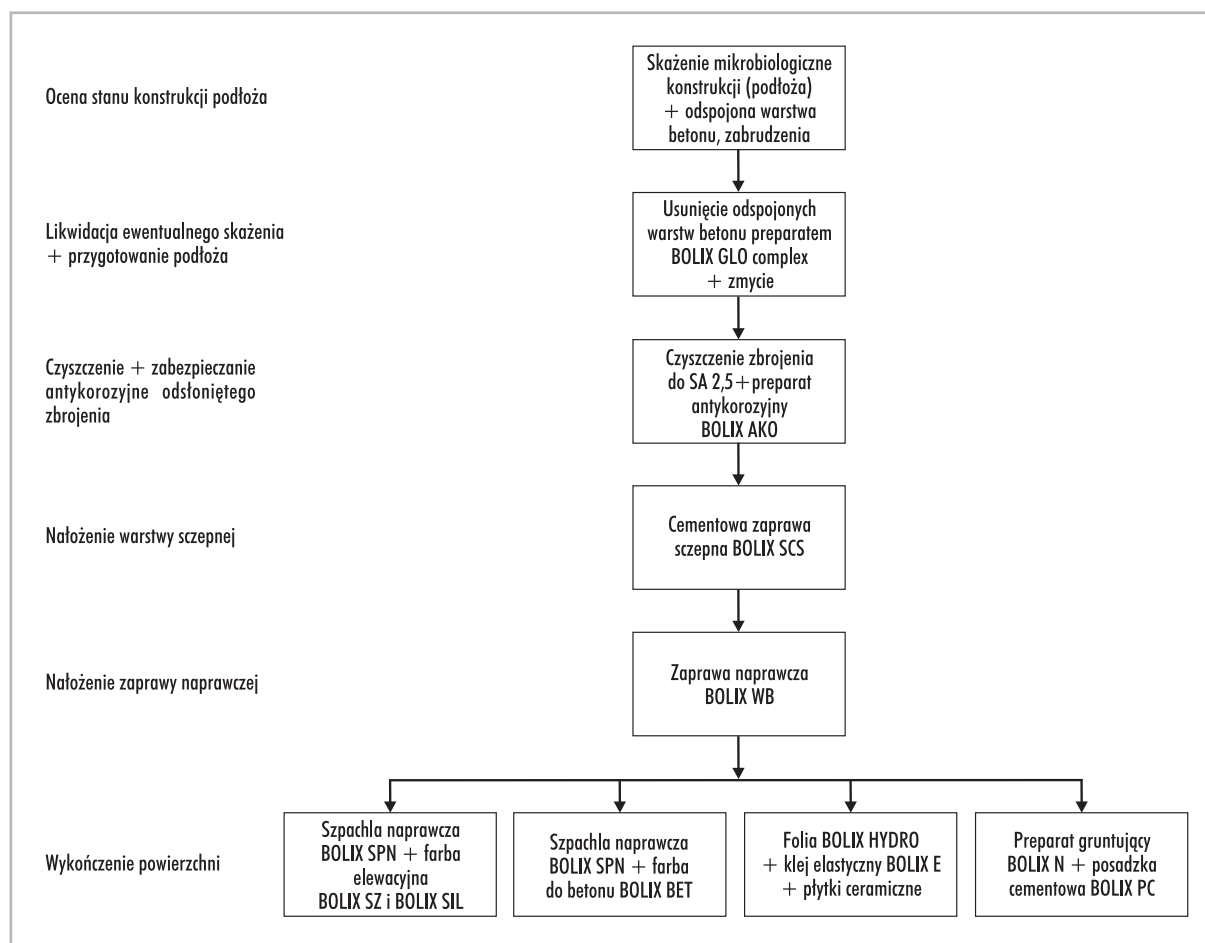 Ocena stanu konstrukcji podłoża
Skażenie mikrobiologiczne
konstrukcji (podłoża)
+ odspojona warstwa
betonu, zabrudzenia
Likwidacja ewentualnego skażenia
+ przygotowanie podłoża
Usunięcie odspojonych
warstw betonu preparatem
BOLIX GLO complex
+ zmycie
Czyszczenie + zabezpieczanie
antykorozyjne odsłoniętego
zbrojenia
Czyszczenie zbrojenia
do SA 2,5+preparat
antykorozyjny
BOLIX AKO
Nałożenie warstwy sczepnej
Cementowa zaprawa
sczepna BOLIX SCS
Nałożenie zaprawy naprawczej
Zaprawa naprawcza
BOLIX WB
Wykończenie powierzchni
Szpachla naprawcza
BOLIX SPN + farba
elewacyjna
BOLIX SZ i BOLIX SIL
Szpachla naprawcza
BOLIX SPN + farba
do betonu BOLIX BET
Folia BOLIX HYDRO
+ klej elastyczny BOLIX E
+ płytki ceramiczne
Preparat gruntujący
BOLIX N + posadzka
cementowa BOLIX PC